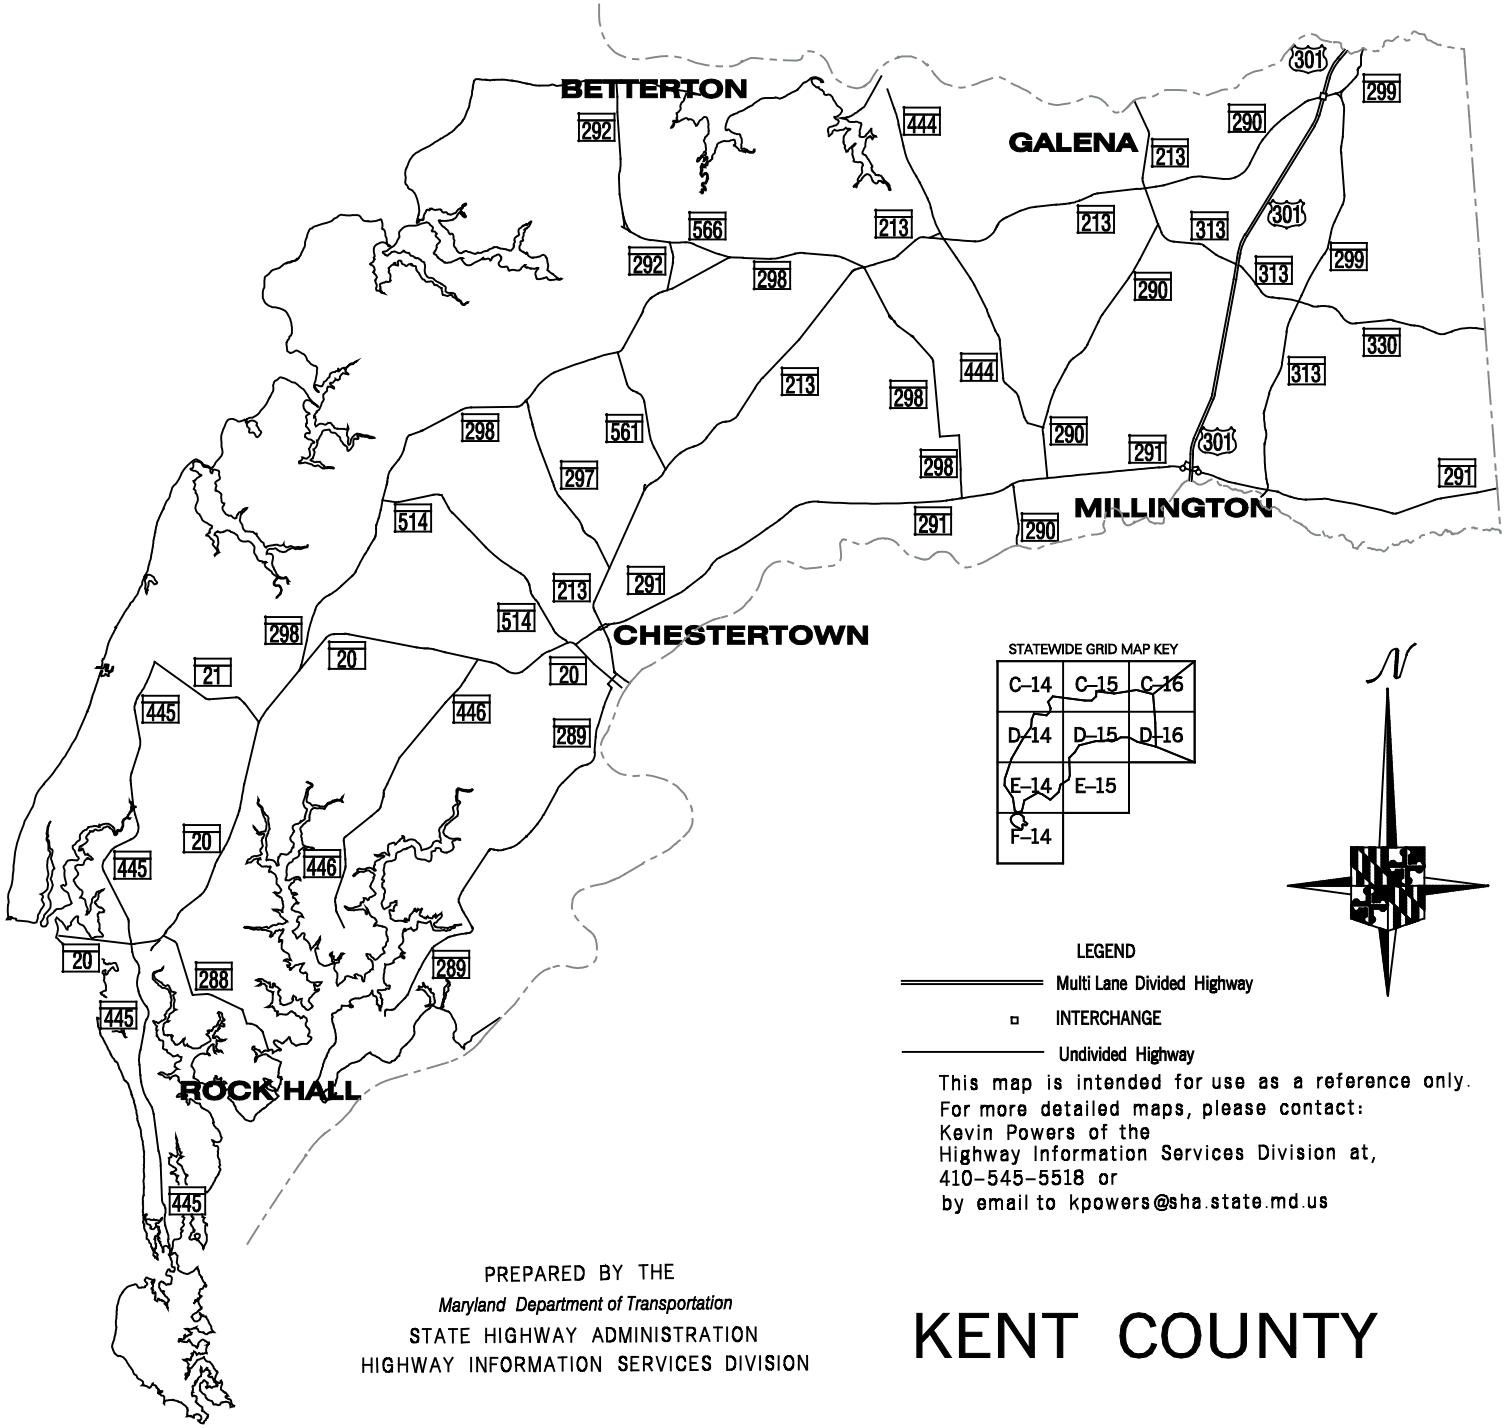 301
299
BETTERTON
292
444
290
GALENA
213
566
213
213
313
301
292
298
313
299
290
330
213
444
313
298
298
561
290
291
301
297
298
291
514
MILLINGTON
291
290
213
291
514
298
CHESTERTOWN
20
20
21
445
446
289
STATEWIDE GRID MAP KEY
C-14 C-15 C-16
D-14 D-15 D-16
E-14 E-15
F-14
N
20
445
446
20
288
289
445
ROCK HALL
445
LEGEND
Multi Lane Divided Highway
INTERCHANGE
Undivided Highway
This map is intended for use as a reference only.
For more detailed maps, please contact:
Kevin Powers of the
Highway Information Services Division at,
410-545-5518 or
by email to kpowers@sha.state.md.us
PREPARED BY THE
Maryland Department of Transportation
STATE HIGHWAY ADMINISTRATION
HIGHWAY INFORMATION SERVICES DIVISION
KENT COUNTY